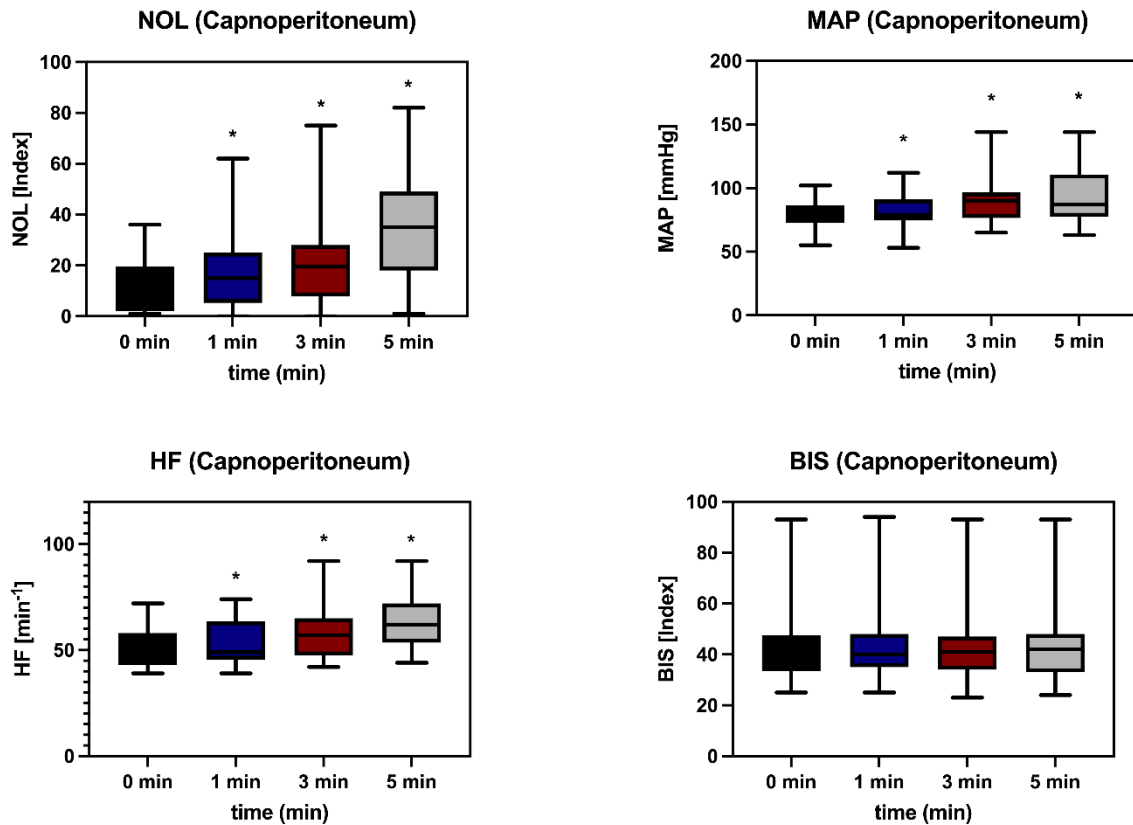 NOL (Capnoperitoneum)
100
80
60
40
20
0
NOL [Index]
*
*
*
0 min 1 min 3 min 5 min
time (min)
MAP (Capnoperitoneum)
200
150
100
50
0
MAP [mmHg]
*
*
*
0 min 1 min 3 min 5 min
time (min)
HF (Capnoperitoneum)
100
50
0
HF [min⁻¹]
*
*
*
0 min 1 min 3 min 5 min
time (min)
BIS (Capnoperitoneum)
100
80
60
40
20
0
BIS [Index]
0 min 1 min 3 min 5 min
time (min)